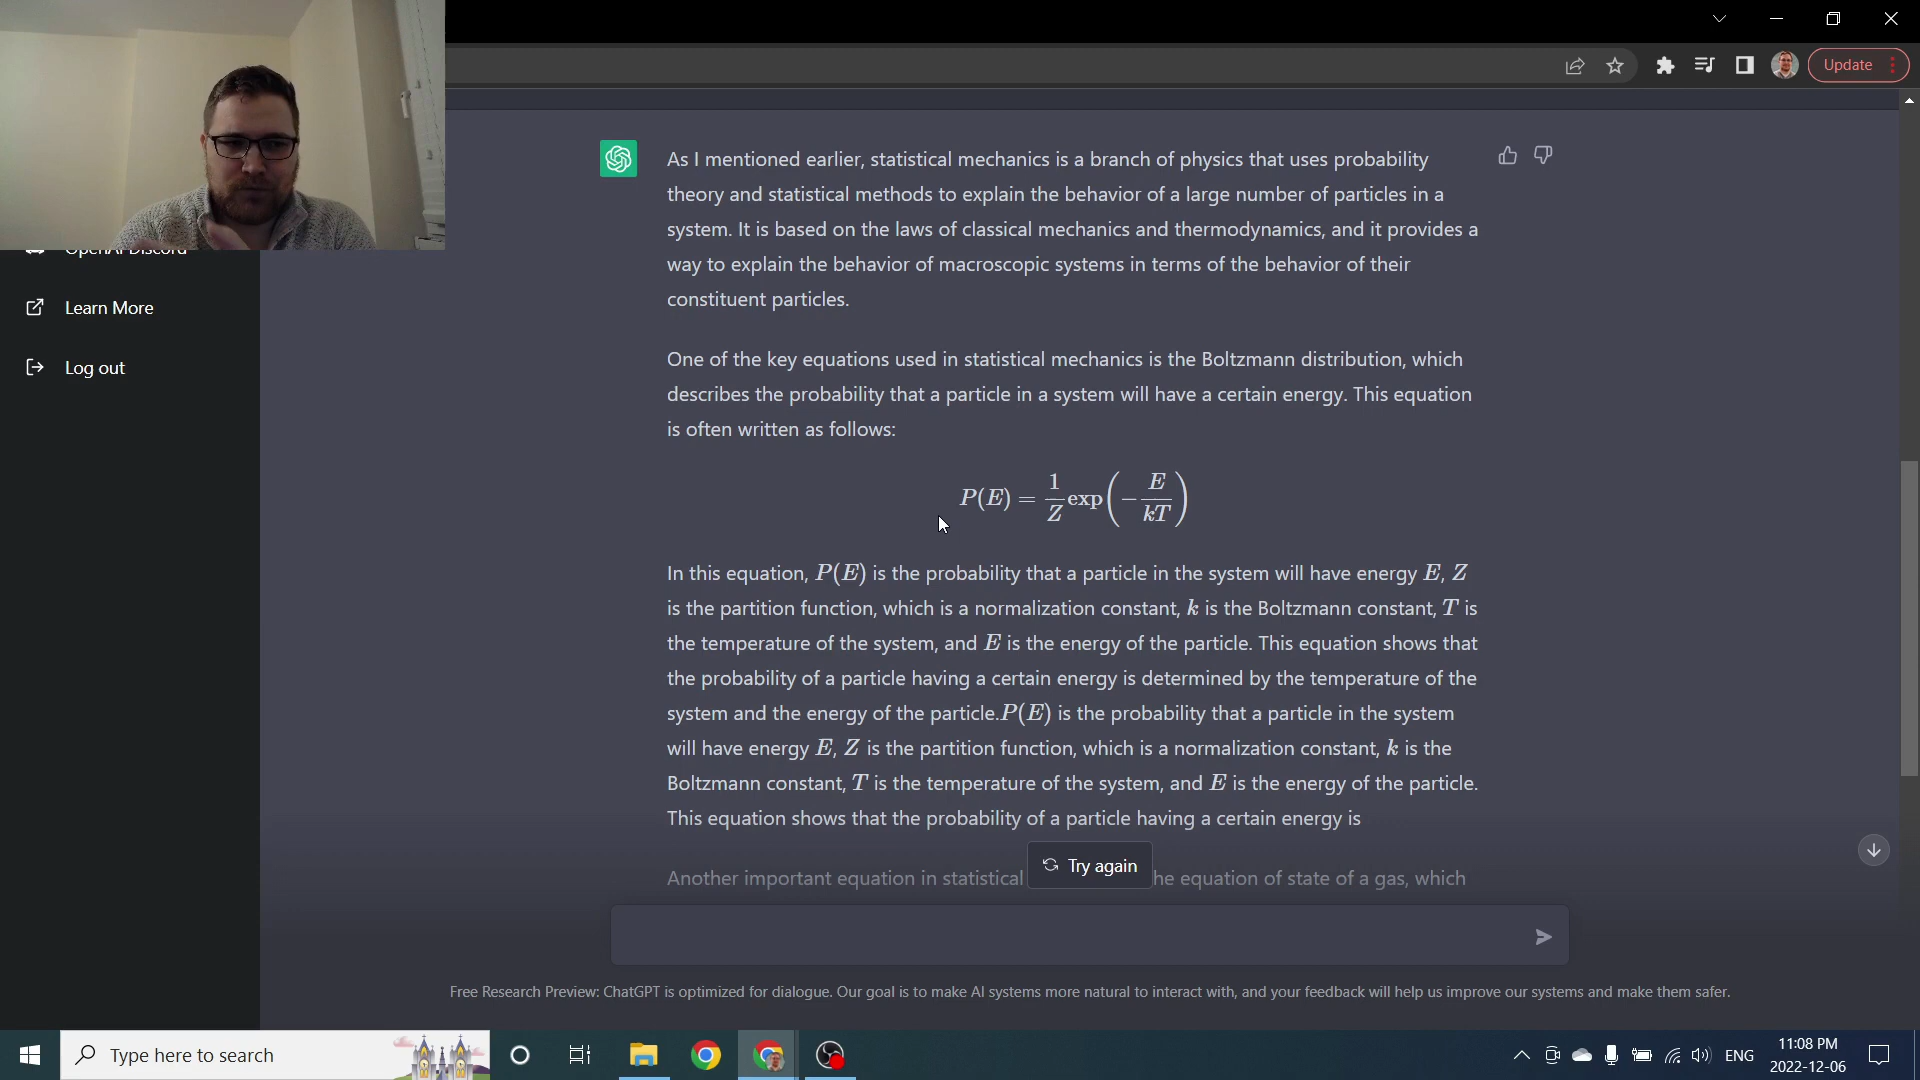 Update
As I mentioned earlier, statistical mechanics is a branch of physics that uses probability
theory and statistical methods to explain the behavior of a large number of particles in a
system. It is based on the laws of classical mechanics and thermodynamics, and it provides a
way to explain the behavior of macroscopic systems in terms of the behavior of their
constituent particles.
OpenAI Discord
Learn More
Log out
One of the key equations used in statistical mechanics is the Boltzmann distribution, which
describes the probability that a particle in a system will have a certain energy. This equation
is often written as follows:
P(E) = 1/Z exp(−E/kT)
In this equation, P(E) is the probability that a particle in the system will have energy E, Z
is the partition function, which is a normalization constant, k is the Boltzmann constant, T is
the temperature of the system, and E is the energy of the particle. This equation shows that
the probability of a particle having a certain energy is determined by the temperature of the
system and the energy of the particle.P(E) is the probability that a particle in the system
will have energy E, Z is the partition function, which is a normalization constant, k is the
Boltzmann constant, T is the temperature of the system, and E is the energy of the particle.
This equation shows that the probability of a particle having a certain energy is
Another important equation in statistical he equation of state of a gas, which
Try again
Free Research Preview: ChatGPT is optimized for dialogue. Our goal is to make AI systems more natural to interact with, and your feedback will help us improve our systems and make them safer.
Type here to search
ENG
11:08 PM
2022-12-06